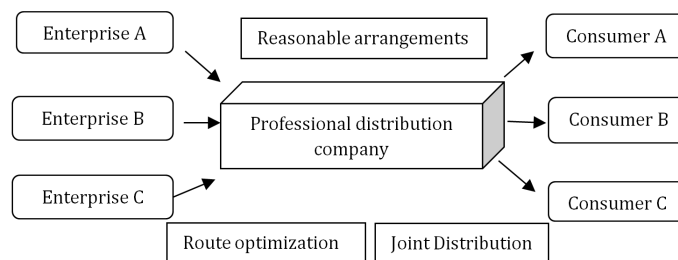 Enterprise A
Reasonable arrangements
Consumer A
Enterprise B
Professional distribution
company
Consumer B
Enterprise C
Consumer C
Route optimization
Joint Distribution